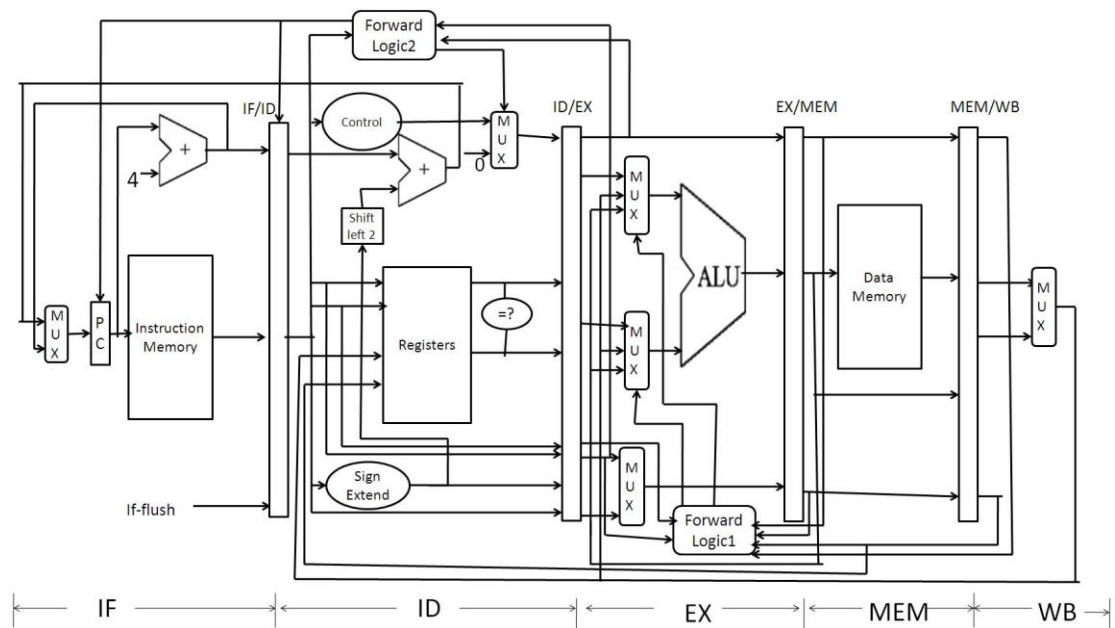 Forward
Logic2
IF/ID
ID/EX
EX/MEM
MEM/WB
Control
M
U
X
+
4
+
0
Shift
left 2
M
U
X
ALU
Data
Memory
M
U
X
M
U
X
P
C
Instruction
Memory
Registers
=?
M
U
X
Sign
Extend
M
U
X
If-flush
Forward
Logic1
IF
ID
EX
MEM
WB